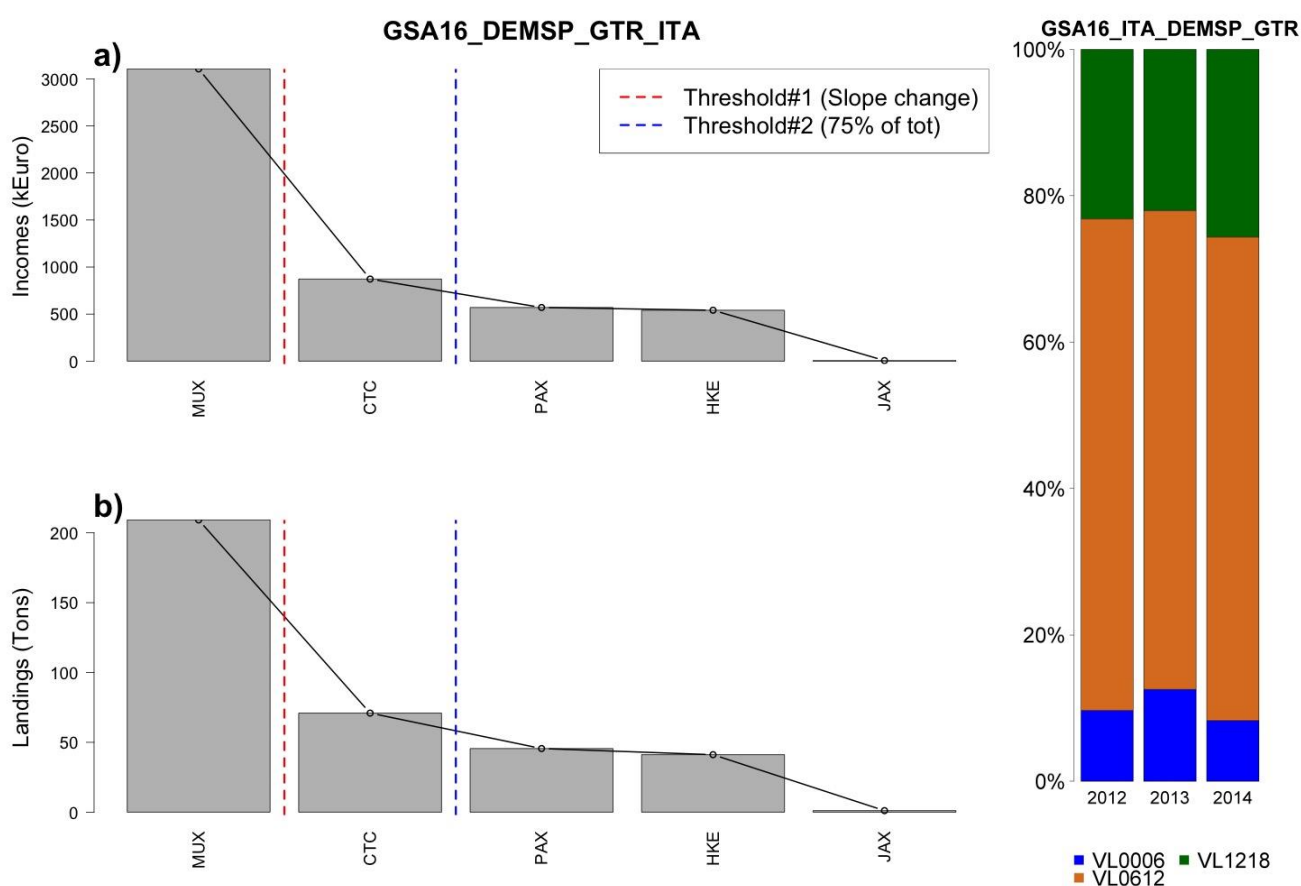 GSA16_DEMSP_GTR_ITA
a)
Incomes (kEuro)
3000
2500
2000
1500
1000
500
0
Threshold#1 (Slope change)
Threshold#2 (75% of tot)
MUX CTC PAX HKE JAX
b)
Landings (Tons)
200
150
100
50
0
MUX CTC PAX HKE JAX
GSA16_ITA_DEMSP_GTR
100%
80%
60%
40%
20%
0%
2012 2013 2014
VL0006 VL1218
VL0612